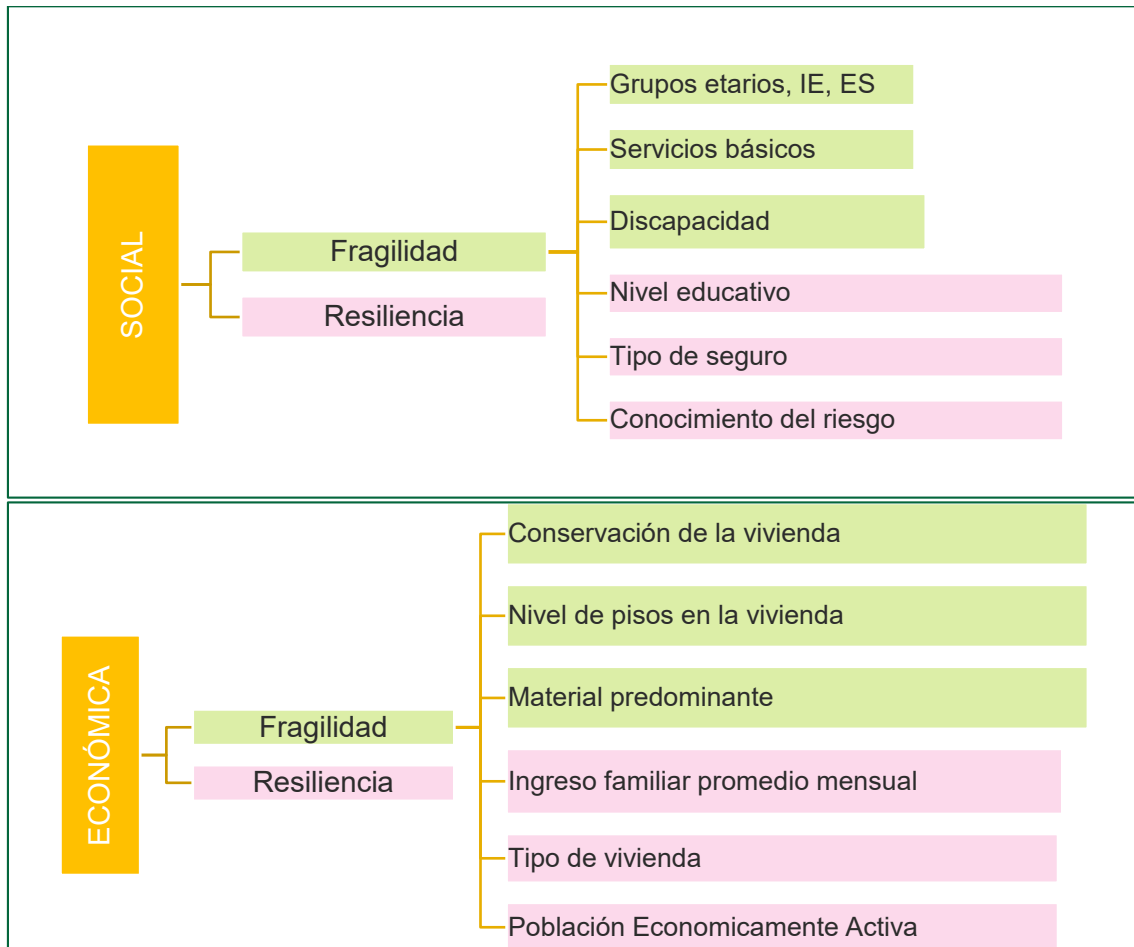 SOCIAL
Fragilidad
Resiliencia
Grupos etarios, IE, ES
Servicios básicos
Discapacidad
Nivel educativo
Tipo de seguro
Conocimiento del riesgo
ECONÓMICA
Fragilidad
Resiliencia
Conservación de la vivienda
Nivel de pisos en la vivienda
Material predominante
Ingreso familiar promedio mensual
Tipo de vivienda
Población Economicamente Activa